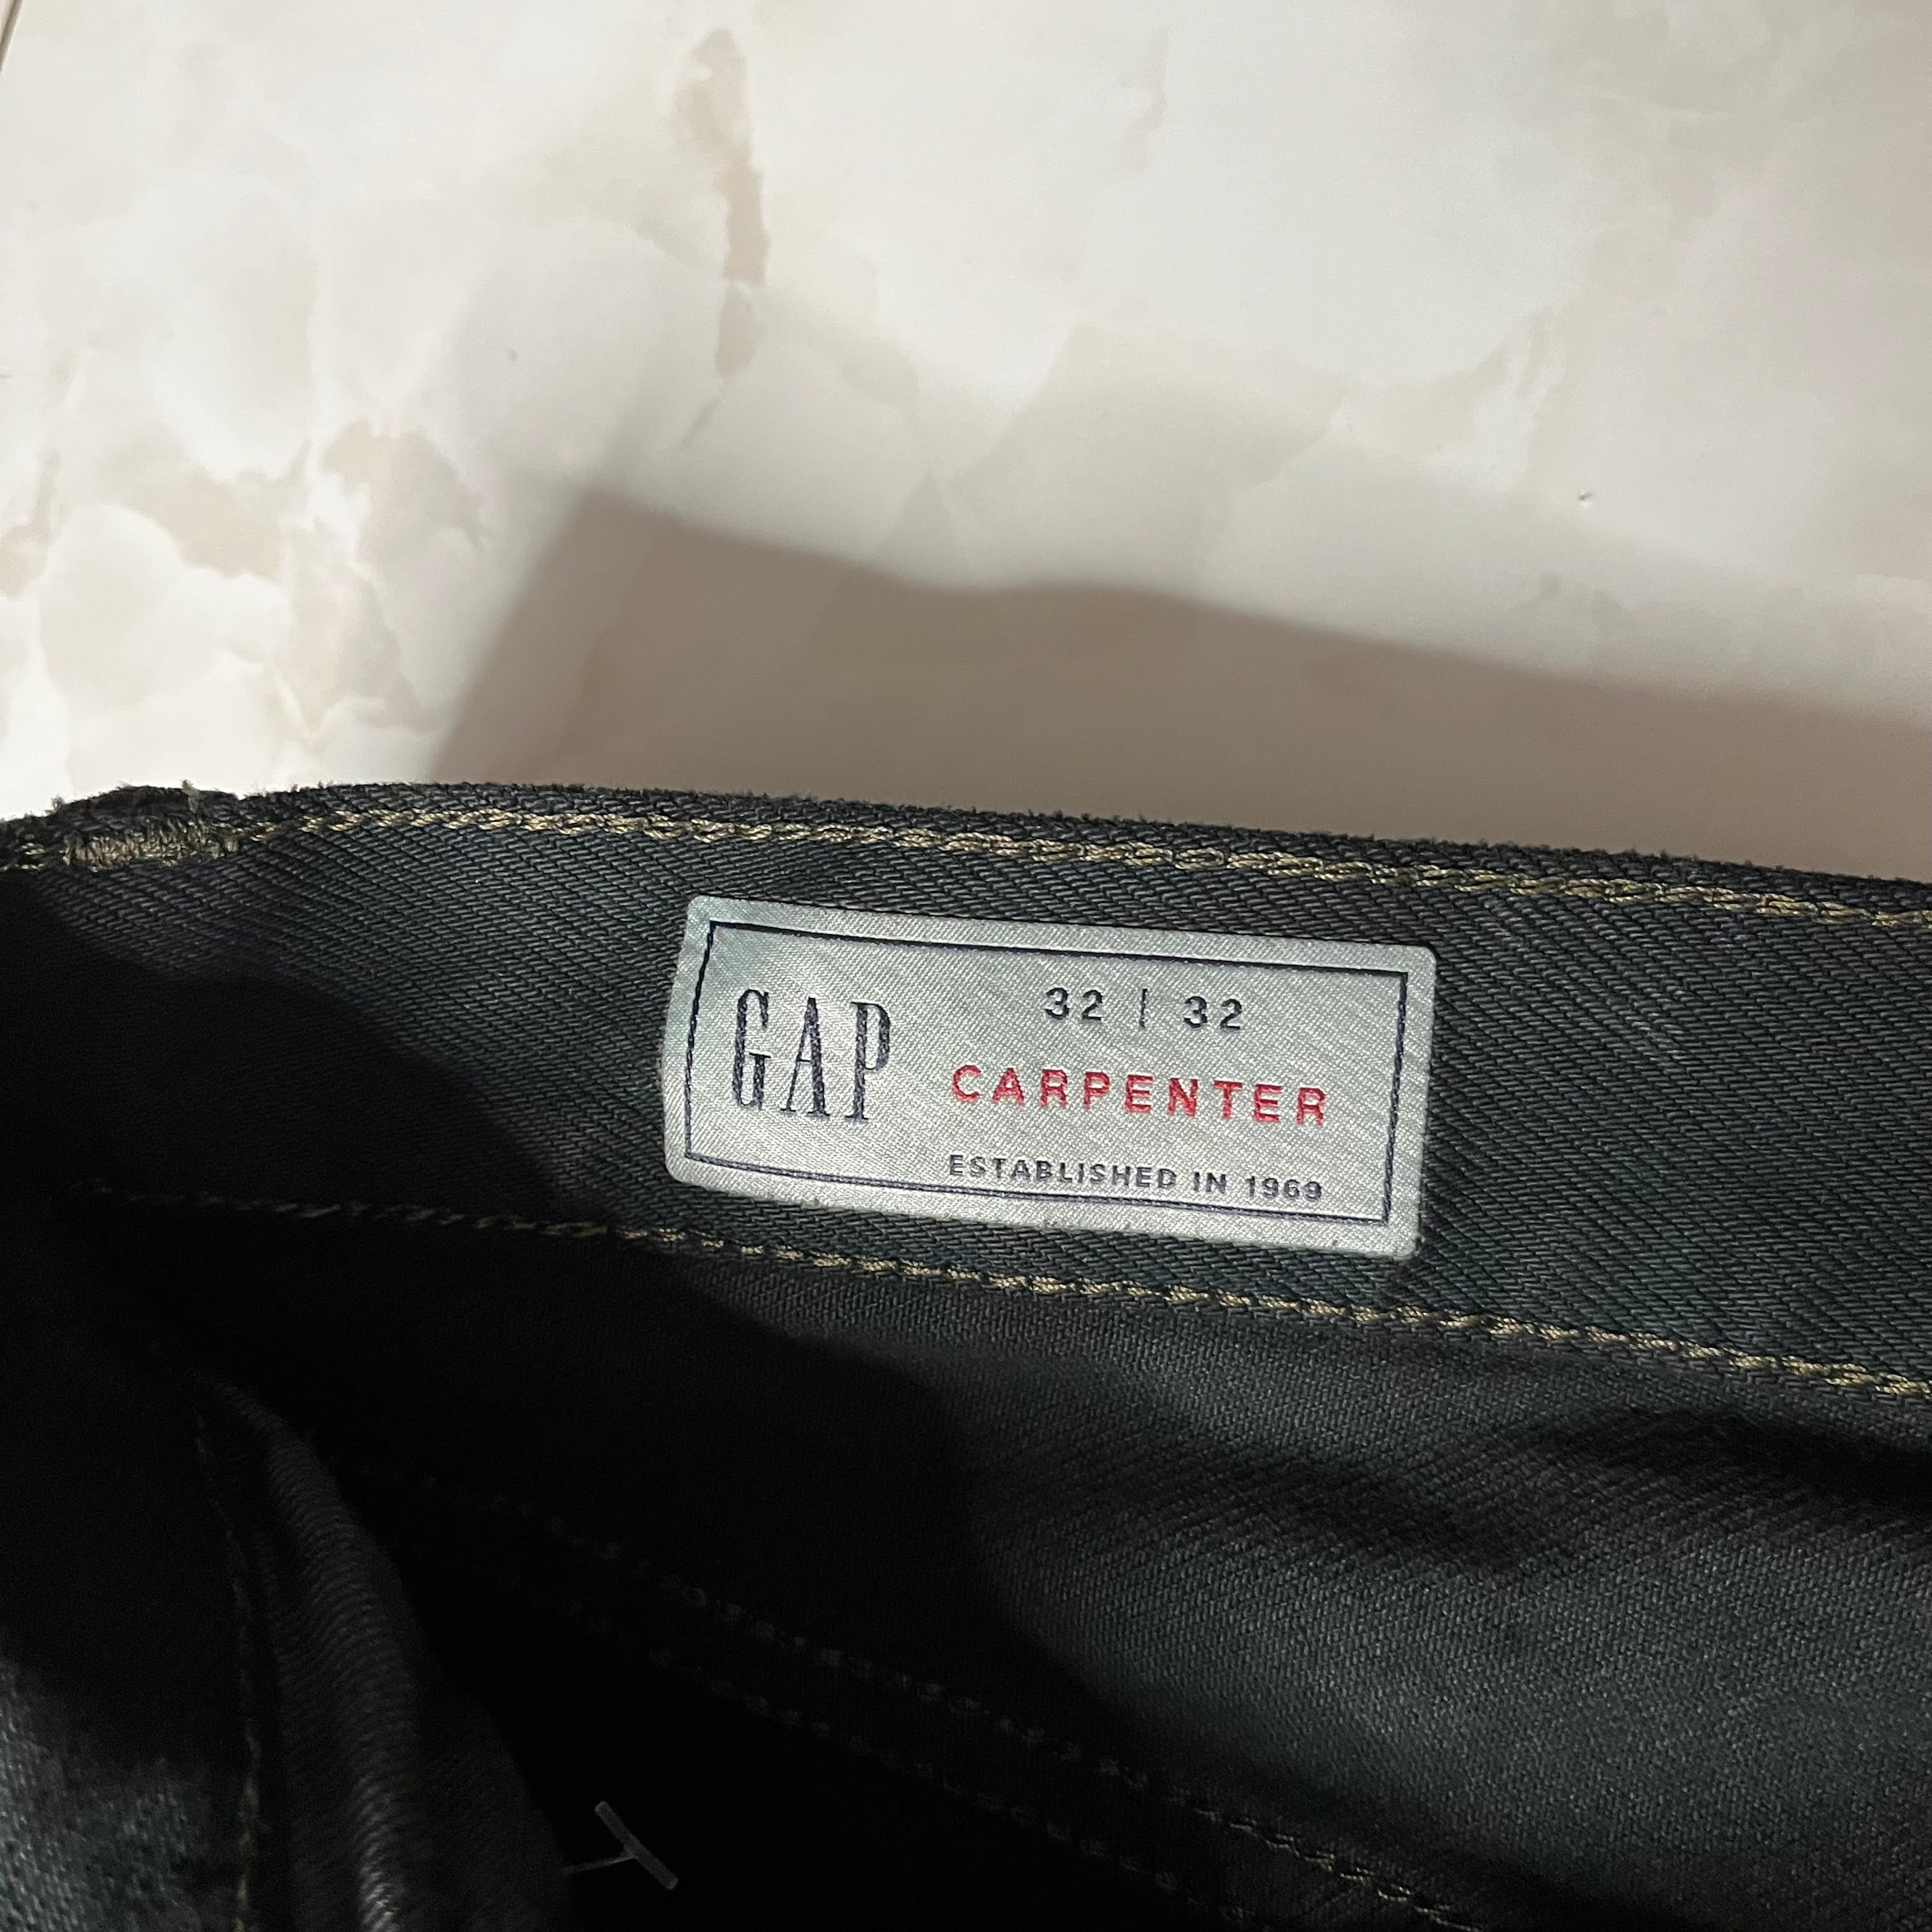 GAP
32 | 32
CARPENTER
ESTABLISHED IN 1969